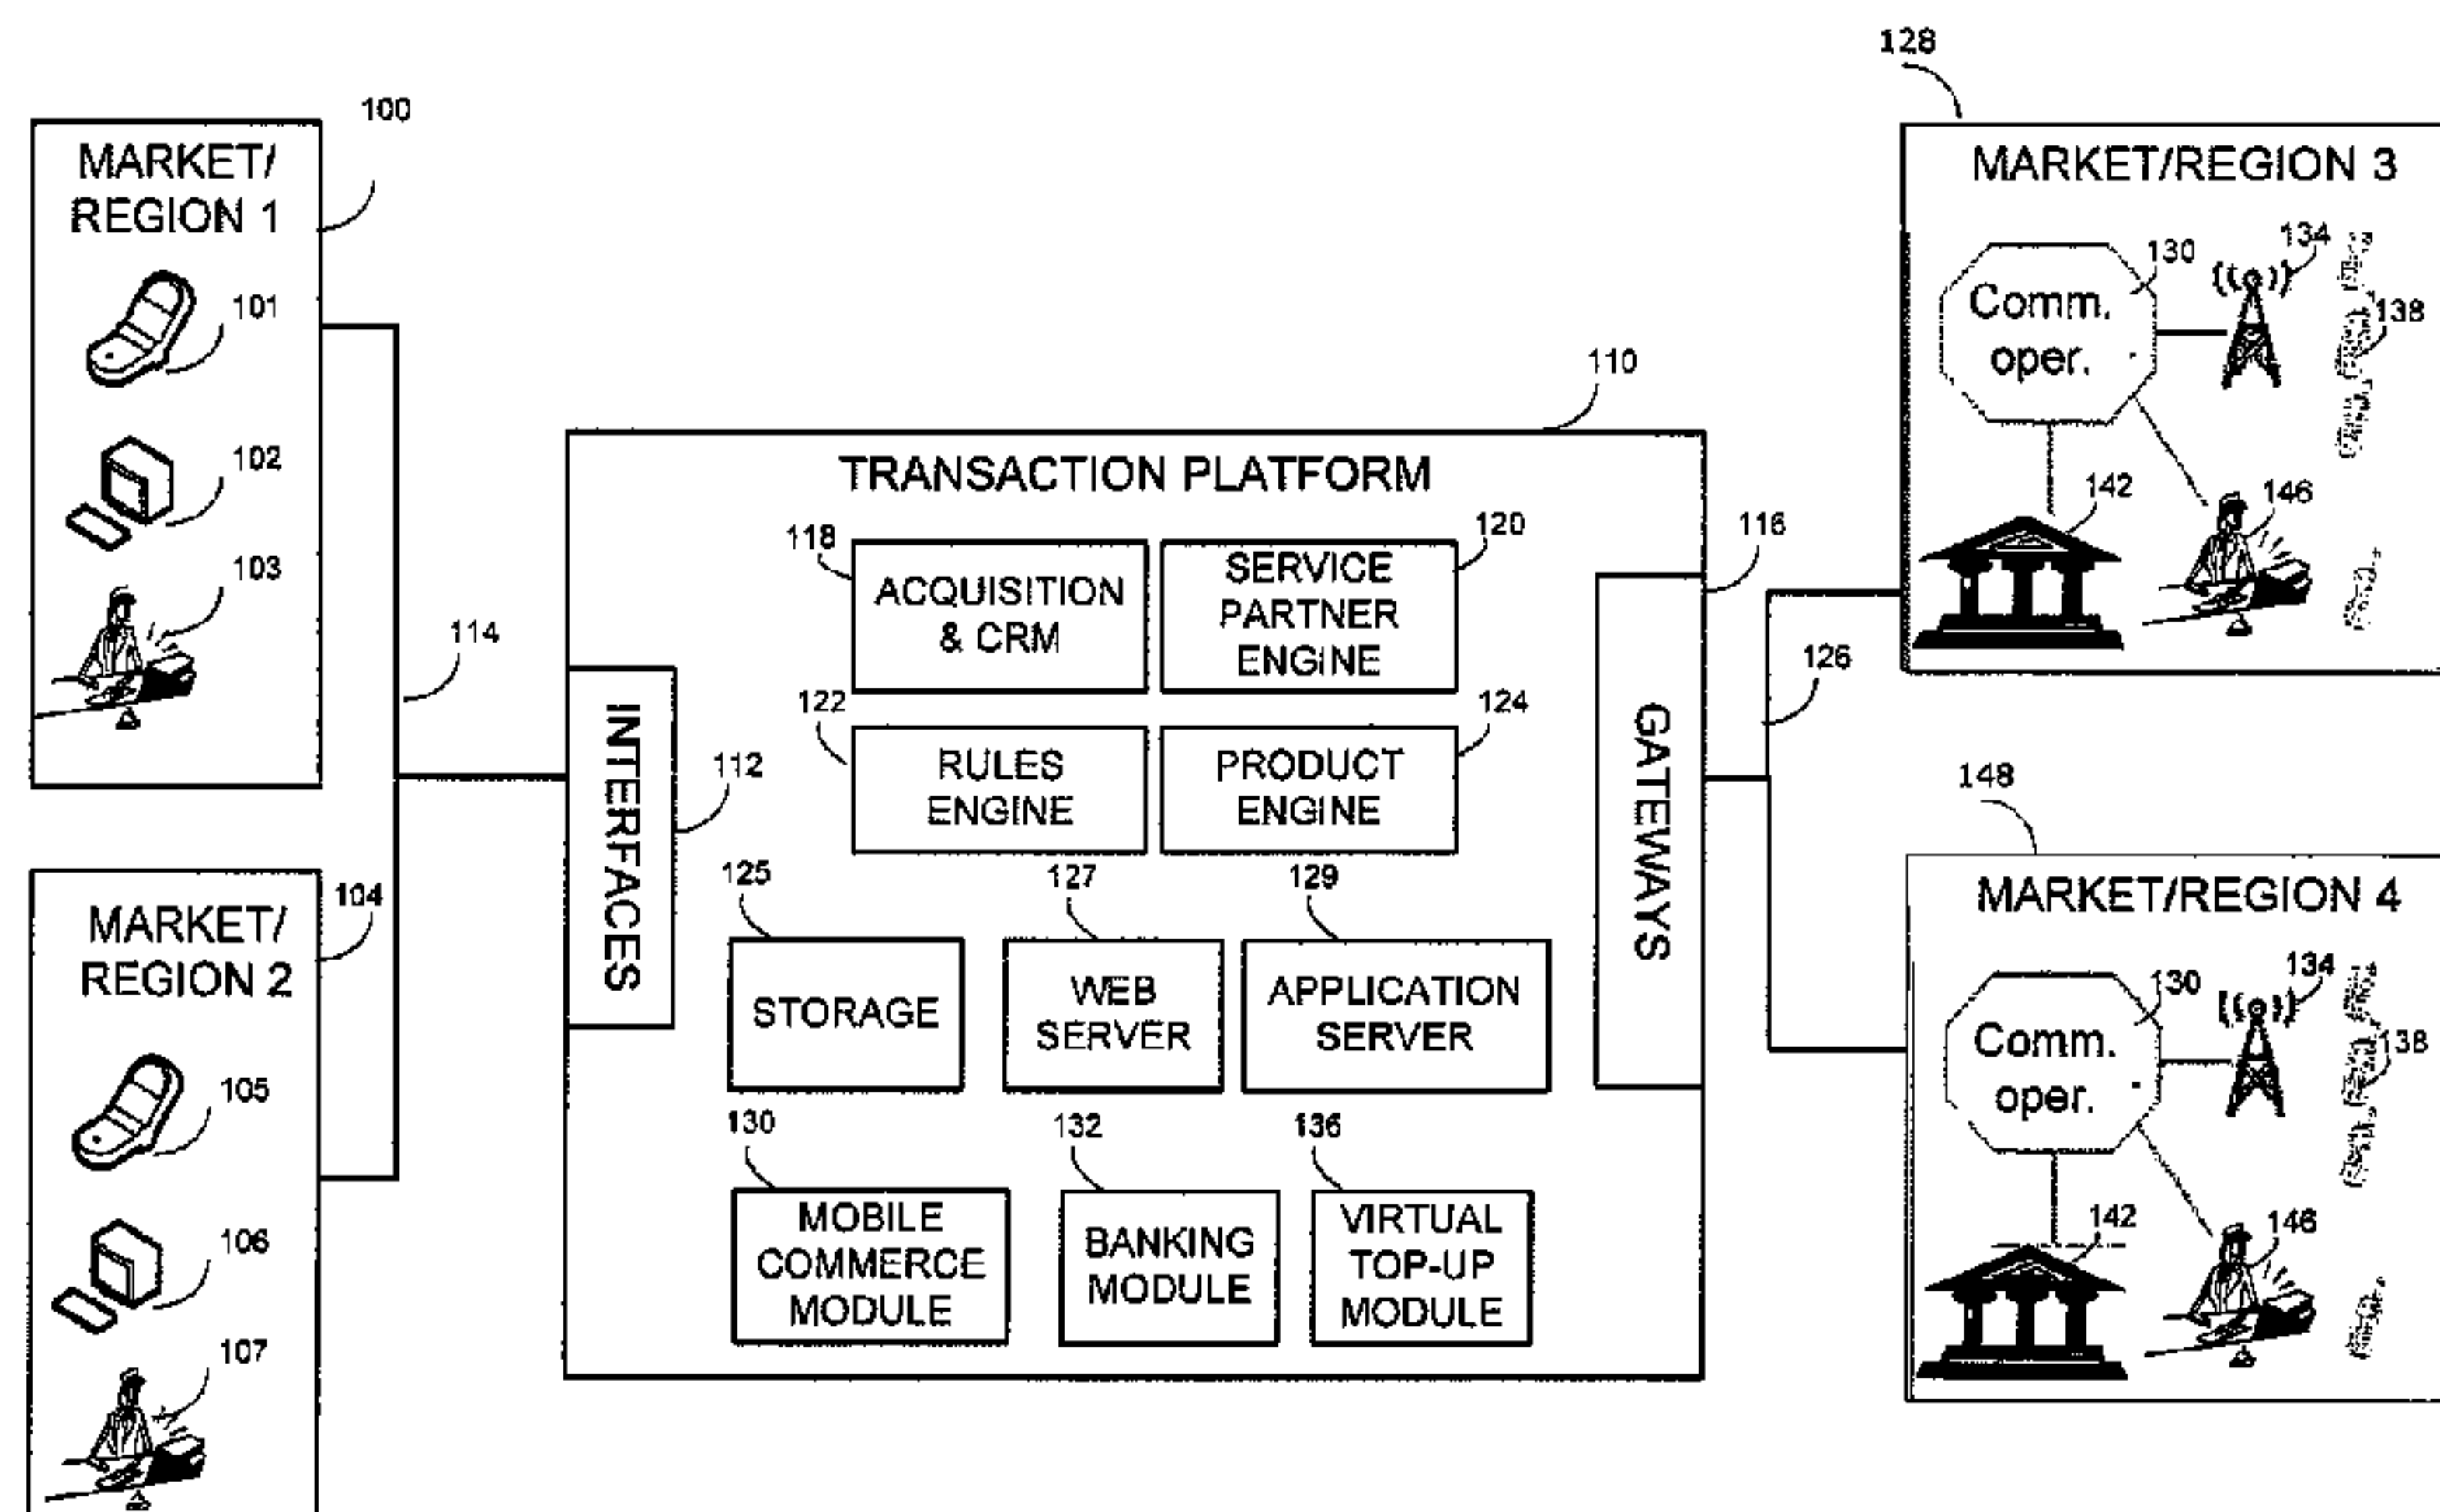 128
100
MARKET/
REGION 1
101
102
103
114
MARKET/
REGION 2
104
105
106
107
110
TRANSACTION PLATFORM
INTERFACES
112
118
ACQUISITION
& CRM
120
SERVICE
PARTNER
ENGINE
122
RULES
ENGINE
124
PRODUCT
ENGINE
125
STORAGE
127
WEB
SERVER
129
APPLICATION
SERVER
130
MOBILE
COMMERCE
MODULE
132
BANKING
MODULE
136
VIRTUAL
TOP-UP
MODULE
GATEWAYS
116
126
MARKET/REGION 3
130
134
138
Comm.
oper.
142
146
148
MARKET/REGION 4
130
134
138
Comm.
oper.
142
146